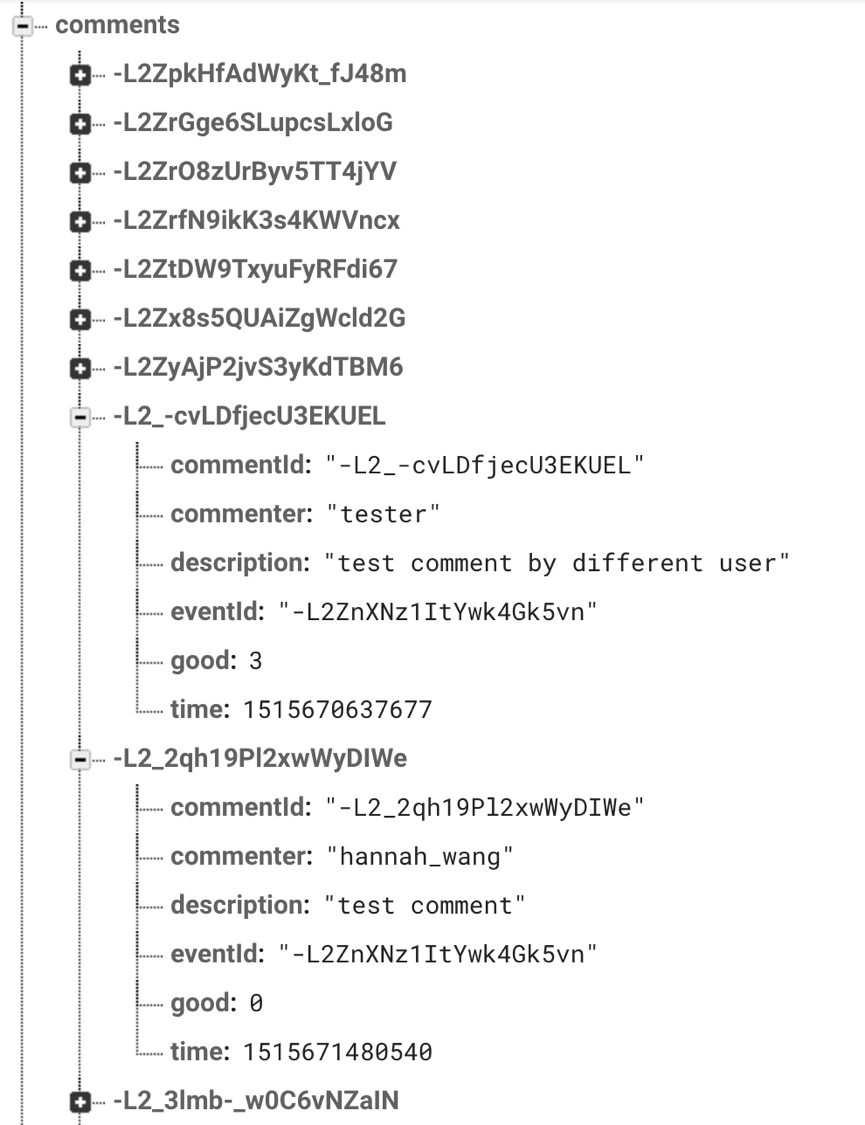 comments
-L2ZpkHfAdWyKt_fJ48m
-L2ZrGge6SLupcsLxloG
-L2ZrO8zUrByv5TT4jYV
-L2ZrfN9ikK3s4KWVncx
-L2ZtDW9TxyuFyRFdi67
-L2Zx8s5QUAiZgWcld2G
-L2ZyAjP2jvS3yKdTBM6
-L2_-cvLDfjecU3EKUEL
commentId: "-L2_-cvLDfjecU3EKUEL"
commenter: "tester"
description: "test comment by different user"
eventId: "-L2ZnXNz1ItYwk4Gk5vn"
good: 3
time: 1515670637677
-L2_2qh19Pl2xwWyDIWe
commentId: "-L2_2qh19Pl2xwWyDIWe"
commenter: "hannah_wang"
description: "test comment"
eventId: "-L2ZnXNz1ItYwk4Gk5vn"
good: 0
time: 1515671480540
-L2_3lmb-_w0C6vNZaIN